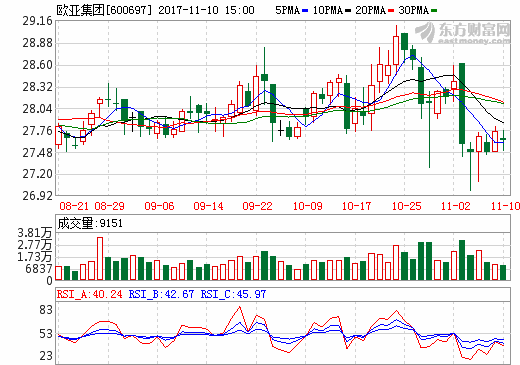 欧亚集团[600697] 2017-11-10 15:00 5PMA 10PMA 20PMA 30PMA
东方财富网
eastmoney.com
29.16
28.88
28.60
28.32
28.04
27.76
27.48
27.20
26.92
08-21 08-29 09-06 09-14 09-22 10-09 10-17 10-25 11-02 11-10
成交量:9151
3.81万
2.77万
1.73万
6837
RSI_A:40.24 RSI_B:42.67 RSI_C:45.97
83
53
23